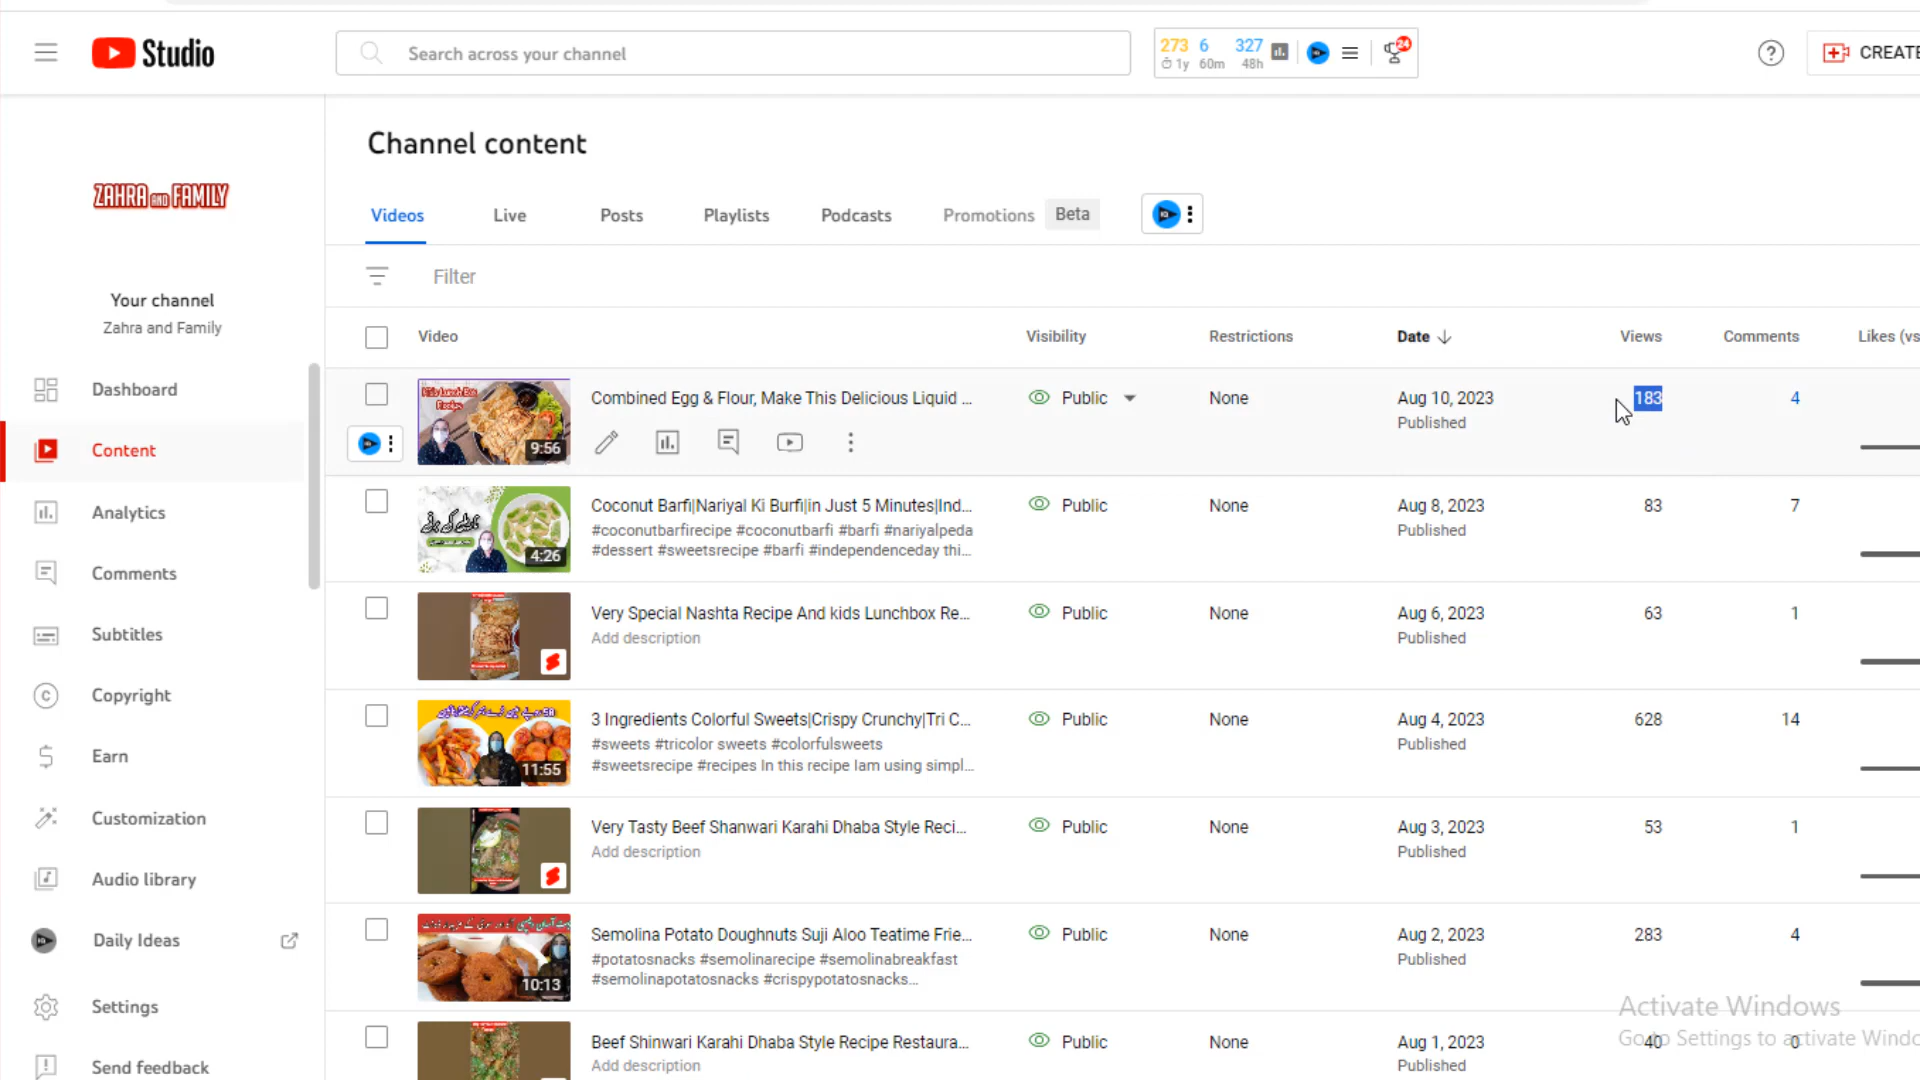 Studio
Search across your channel
273 6 327
1y 60m 48h
24
CREATE
ZAHRA AND FAMILY
Your channel
Zahra and Family
Dashboard
Content
Analytics
Comments
Subtitles
Copyright
Earn
Customization
Audio library
Daily Ideas
Settings
Send feedback
Channel content
Videos Live Posts Playlists Podcasts Promotions Beta
Filter
Video Visibility Restrictions Date Views Comments Likes (vs
9:56
Combined Egg & Flour, Make This Delicious Liquid ...
Public None Aug 10, 2023 183 4
Published
4:26
Coconut Barfi|Nariyal Ki Burfi|in Just 5 Minutes|Ind...
#coconutbarfirecipe #coconutbarfi #barfi #nariyalpeda
#dessert #sweetsrecipe #barfi #independenceday thi...
Public None Aug 8, 2023 83 7
Published
Very Special Nashta Recipe And kids Lunchbox Re...
Add description
Public None Aug 6, 2023 63 1
Published
11:55
3 Ingredients Colorful Sweets|Crispy Crunchy|Tri C...
#sweets #tricolor sweets #colorfulsweets
#sweetsrecipe #recipes In this recipe Iam using simpl...
Public None Aug 4, 2023 628 14
Published
Very Tasty Beef Shanwari Karahi Dhaba Style Reci...
Add description
Public None Aug 3, 2023 53 1
Published
10:13
Semolina Potato Doughnuts Suji Aloo Teatime Frie...
#potatosnacks #semolinarecipe #semolinabreakfast
#semolinapotatosnacks #crispypotatosnacks...
Public None Aug 2, 2023 283 4
Published
Beef Shinwari Karahi Dhaba Style Recipe Restaura...
Add description
Public None Aug 1, 2023 40 0
Published
Activate Windows
Go to Settings to activate Windo